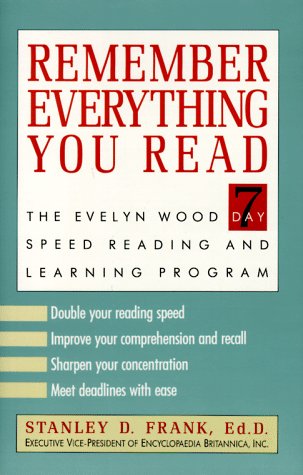 REMEMBER
EVERYTHING
YOU READ
THE EVELYN WOOD 7 DAY
SPEED READING AND
LEARNING PROGRAM
Double your reading speed
Improve your comprehension and recall
Sharpen your concentration
Meet deadlines with ease
STANLEY D. FRANK, Ed.D.
EXECUTIVE VICE-PRESIDENT OF ENCYCLOPAEDIA BRITANNICA, INC.